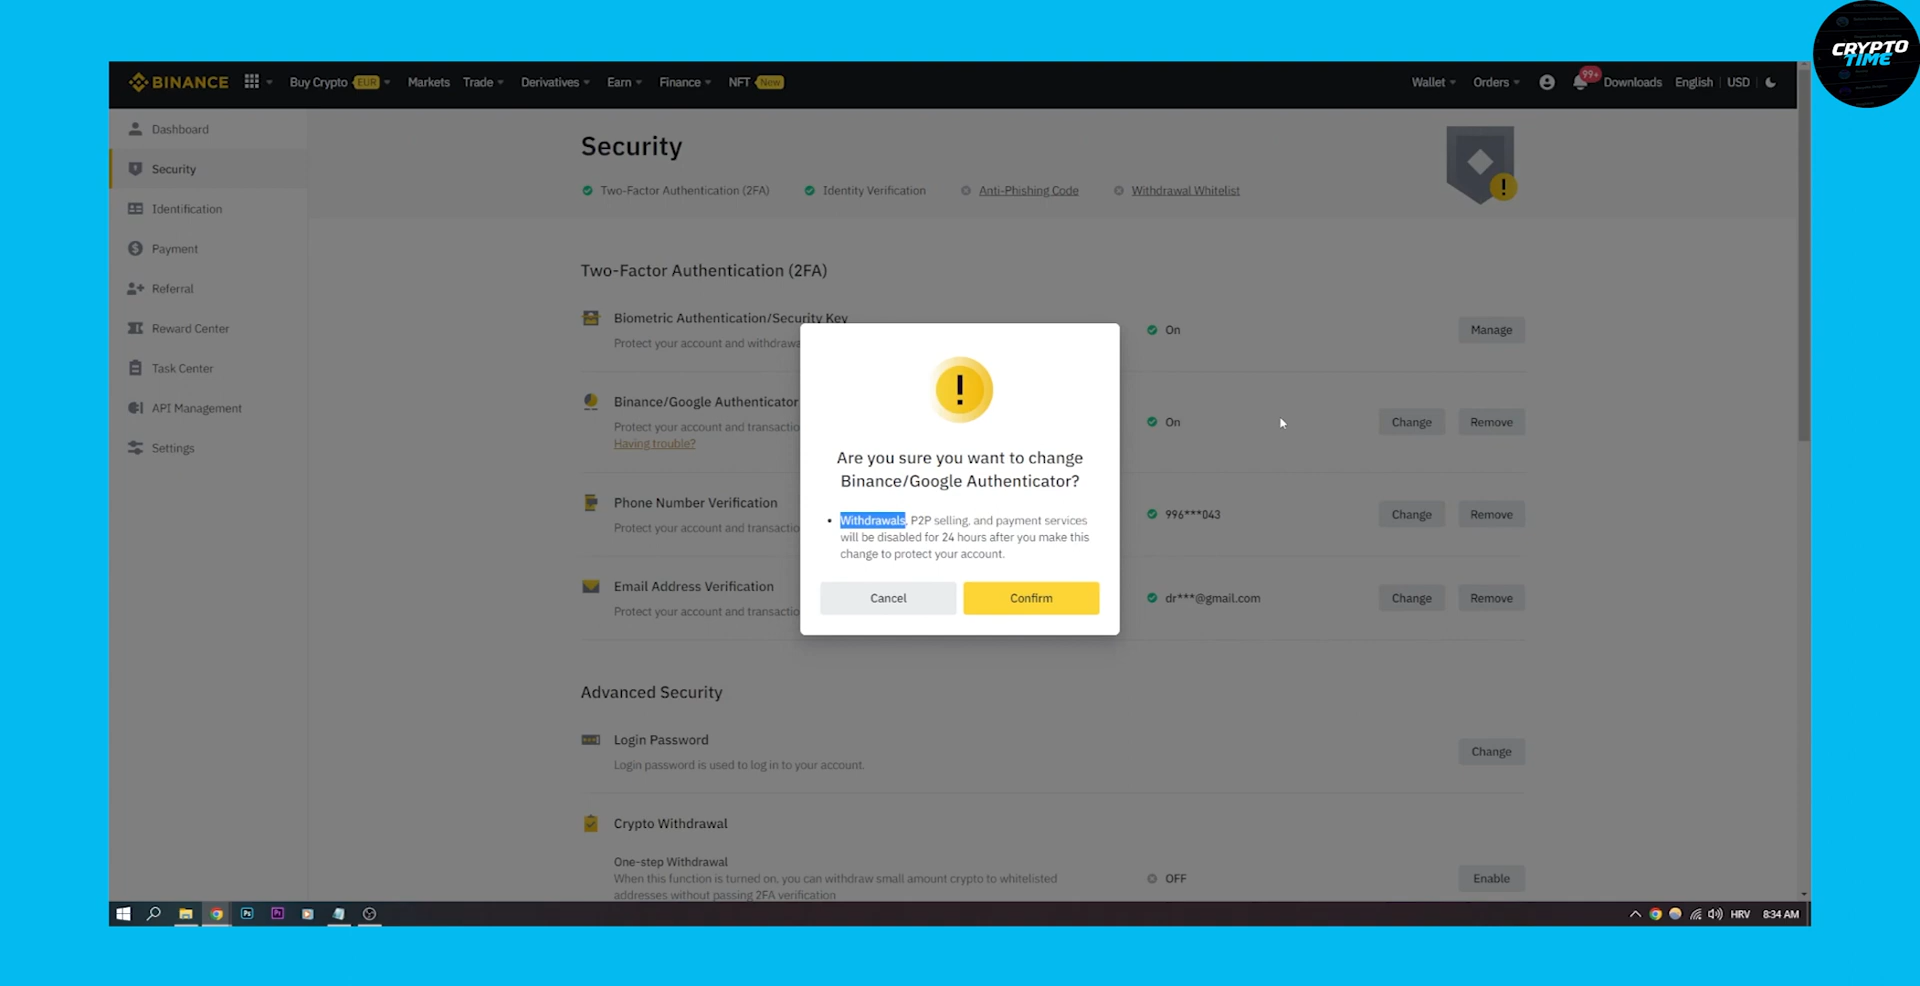 CRYPTO
TIME
BINANCE Buy Crypto EUR Markets Trade Derivatives Earn Finance NFT New Wallet Orders 99+ Downloads English USD
Dashboard
Security
Identification
Payment
Referral
Reward Center
Task Center
API Management
Settings
Security
Two-Factor Authentication (2FA) Identity Verification Anti-Phishing Code Withdrawal Whitelist
Two-Factor Authentication (2FA)
Biometric Authentication/Security Key
Protect your account and withdrawa
On Manage
Binance/Google Authenticator
Protect your account and transactio
Having trouble?
On Change Remove
Phone Number Verification
Protect your account and transactio
996***043 Change Remove
Email Address Verification
Protect your account and transactio
dr***@gmail.com Change Remove
Are you sure you want to change
Binance/Google Authenticator?
• Withdrawals, P2P selling, and payment services
will be disabled for 24 hours after you make this
change to protect your account.
Cancel Confirm
Advanced Security
Login Password
Login password is used to log in to your account.
Change
Crypto Withdrawal
One-step Withdrawal
When this function is turned on, you can withdraw small amount crypto to whitelisted
addresses without passing 2FA verification
OFF Enable
HRV 8:34 AM